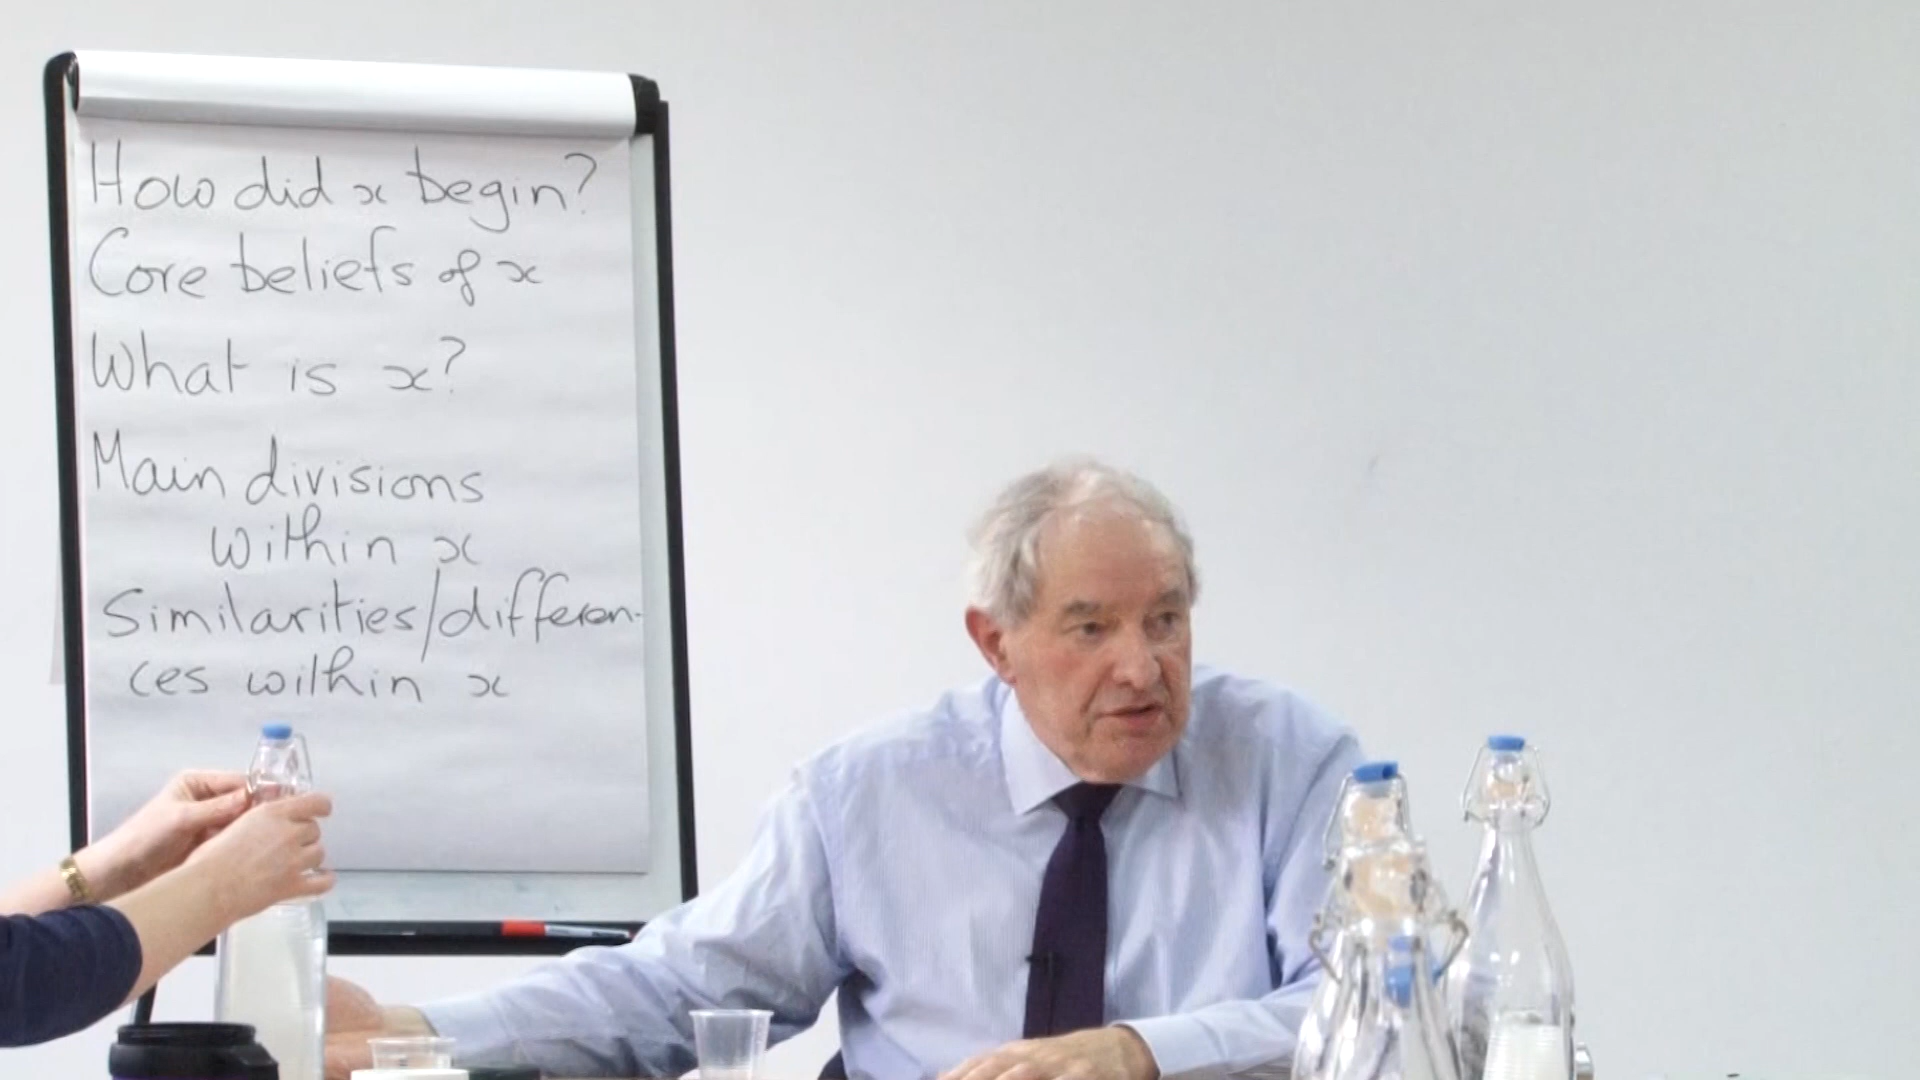 How did x begin?
Core beliefs of x
What is x?
Main divisions
within x
Similarities/differen-
ces within x